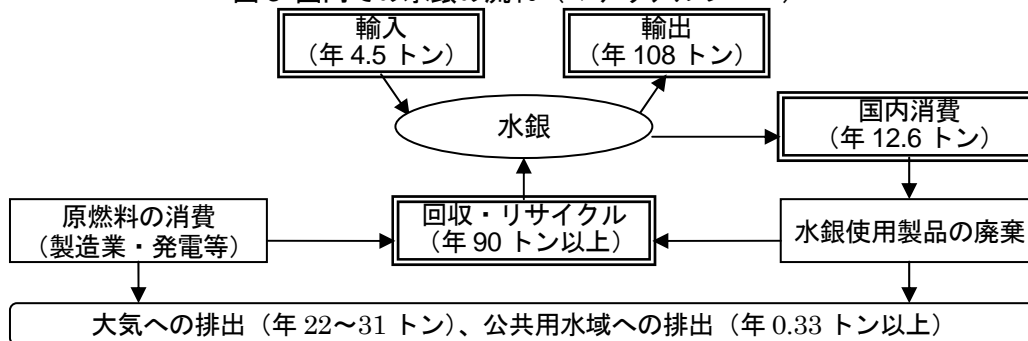 輸入
（年 4.5 トン）
輸出
（年 108 トン）
水銀
国内消費
（年 12.6 トン）
原燃料の消費
（製造業・発電等）
回収・リサイクル
（年 90 トン以上）
水銀使用製品の廃棄
大気への排出（年 22～31 トン）、公共用水域への排出（年 0.33 トン以上）